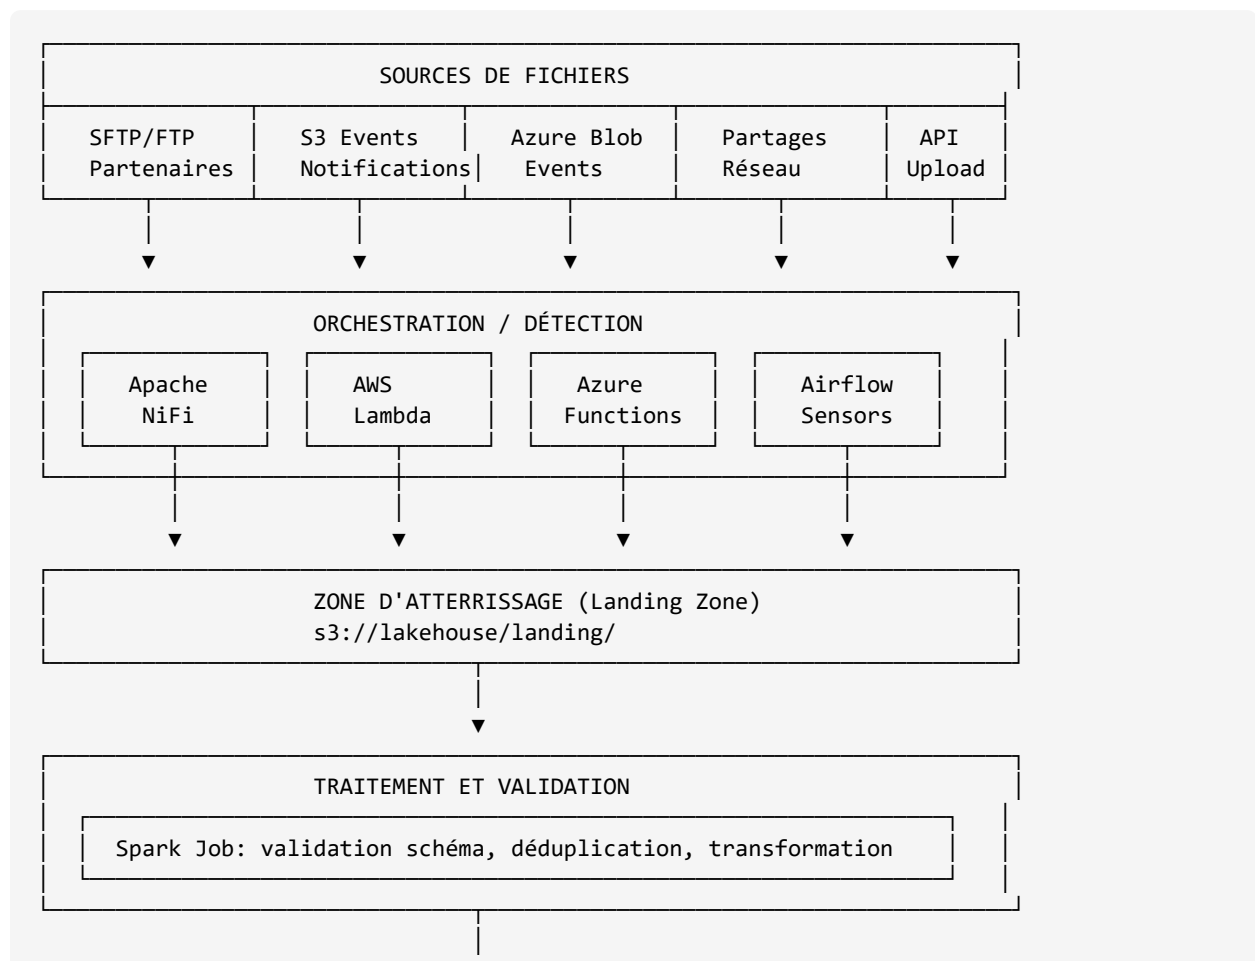 SOURCES DE FICHIERS
SFTP/FTP S3 Events Azure Blob Partages API
Partenaires Notifications Events Réseau Upload
ORCHESTRATION / DÉTECTION
Apache AWS Azure Airflow
NiFi Lambda Functions Sensors
ZONE D'ATTERRISSAGE (Landing Zone)
s3://lakehouse/landing/
TRAITEMENT ET VALIDATION
Spark Job: validation schéma, déduplication, transformation